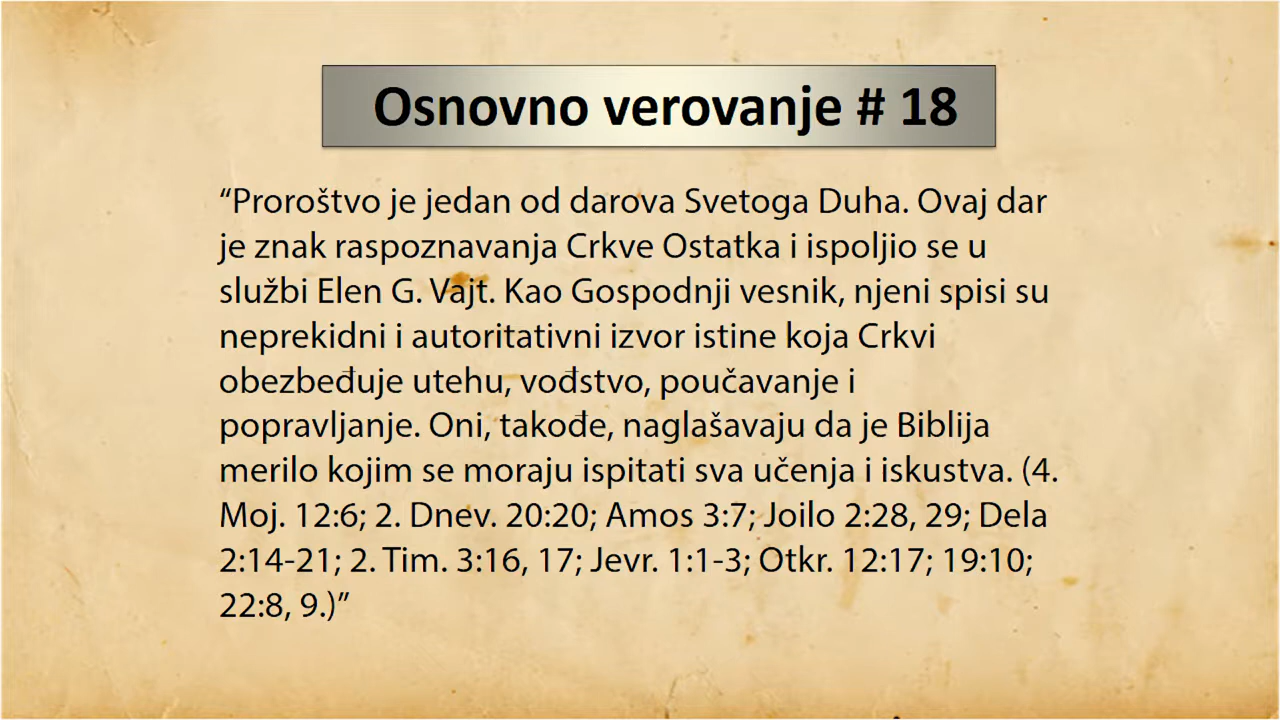 Osnovno verovanje # 18
“Proroštvo je jedan od darova Svetoga Duha. Ovaj dar
je znak raspoznavanja Crkve Ostatka i ispoljio se u
službi Elen G. Vajt. Kao Gospodnji vesnik, njeni spisi su
neprekidni i autoritativni izvor istine koja Crkvi
obezbeđuje utehu, vođstvo, poučavanje i
popravljanje. Oni, takođe, naglašavaju da je Biblija
merilo kojim se moraju ispitati sva učenja i iskustva. (4.
Moj. 12:6; 2. Dnev. 20:20; Amos 3:7; Joilo 2:28, 29; Dela
2:14-21; 2. Tim. 3:16, 17; Jevr. 1:1-3; Otkr. 12:17; 19:10;
22:8, 9.)”